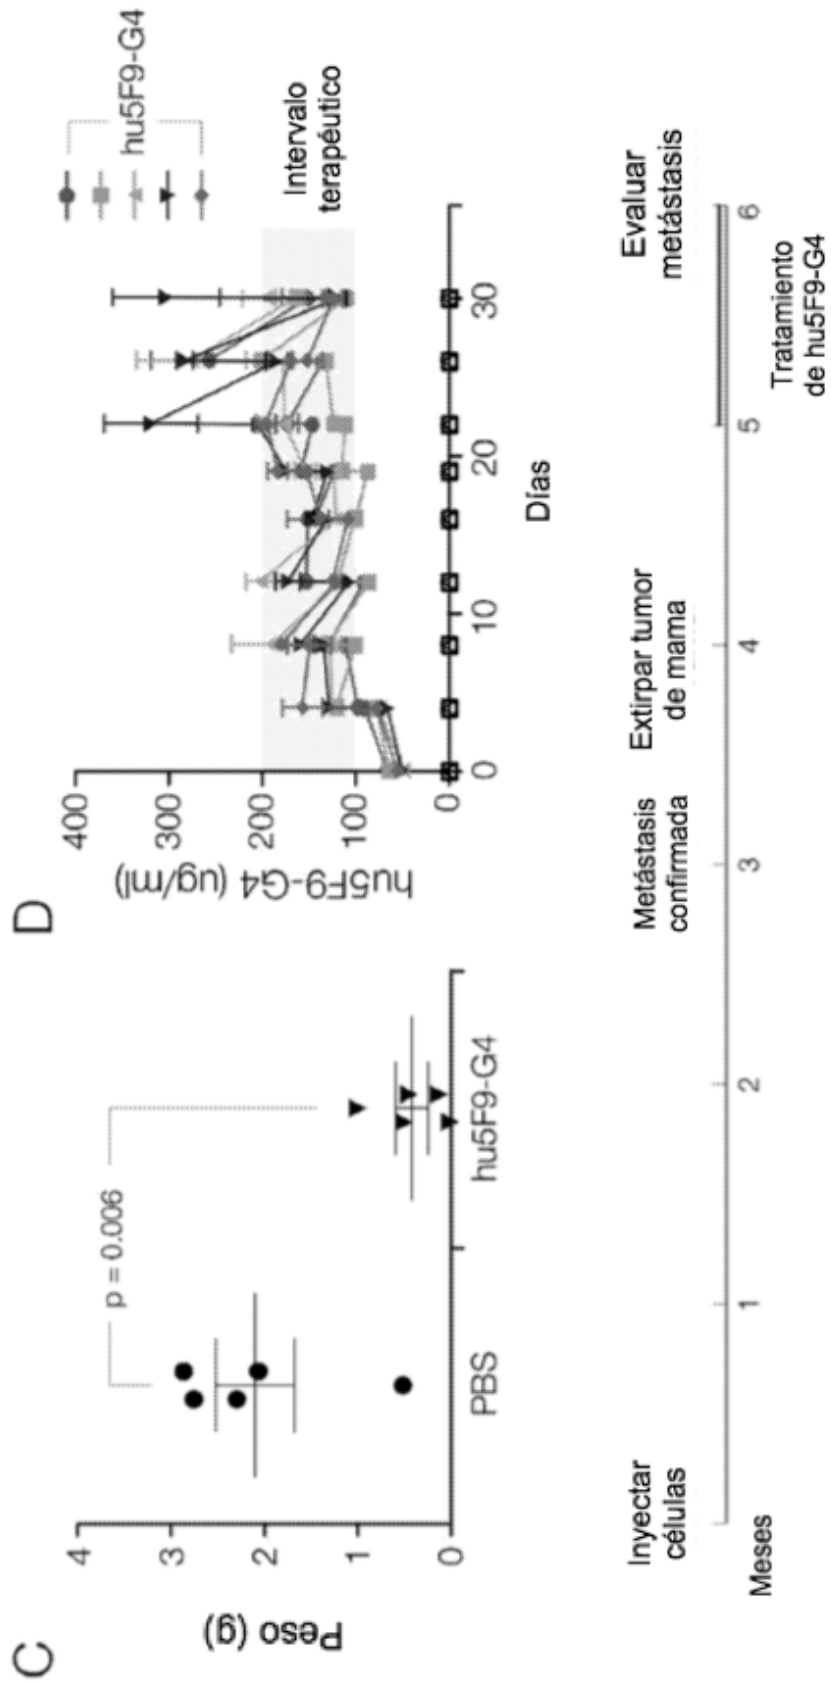 C
Peso (g)
4
3
2
1
0
p = 0.006
PBS
hu5F9-G4
D
hu5F9-G4 (ug/ml)
400
300
200
100
0
0
10
20
30
Días
hu5F9-G4
Intervalo
terapéutico
Inyectar
células
Metástasis
confirmada
Extirpar tumor
de mama
Evaluar
metástasis
Meses
1
2
3
4
5
6
Tratamiento
de hu5F9-G4